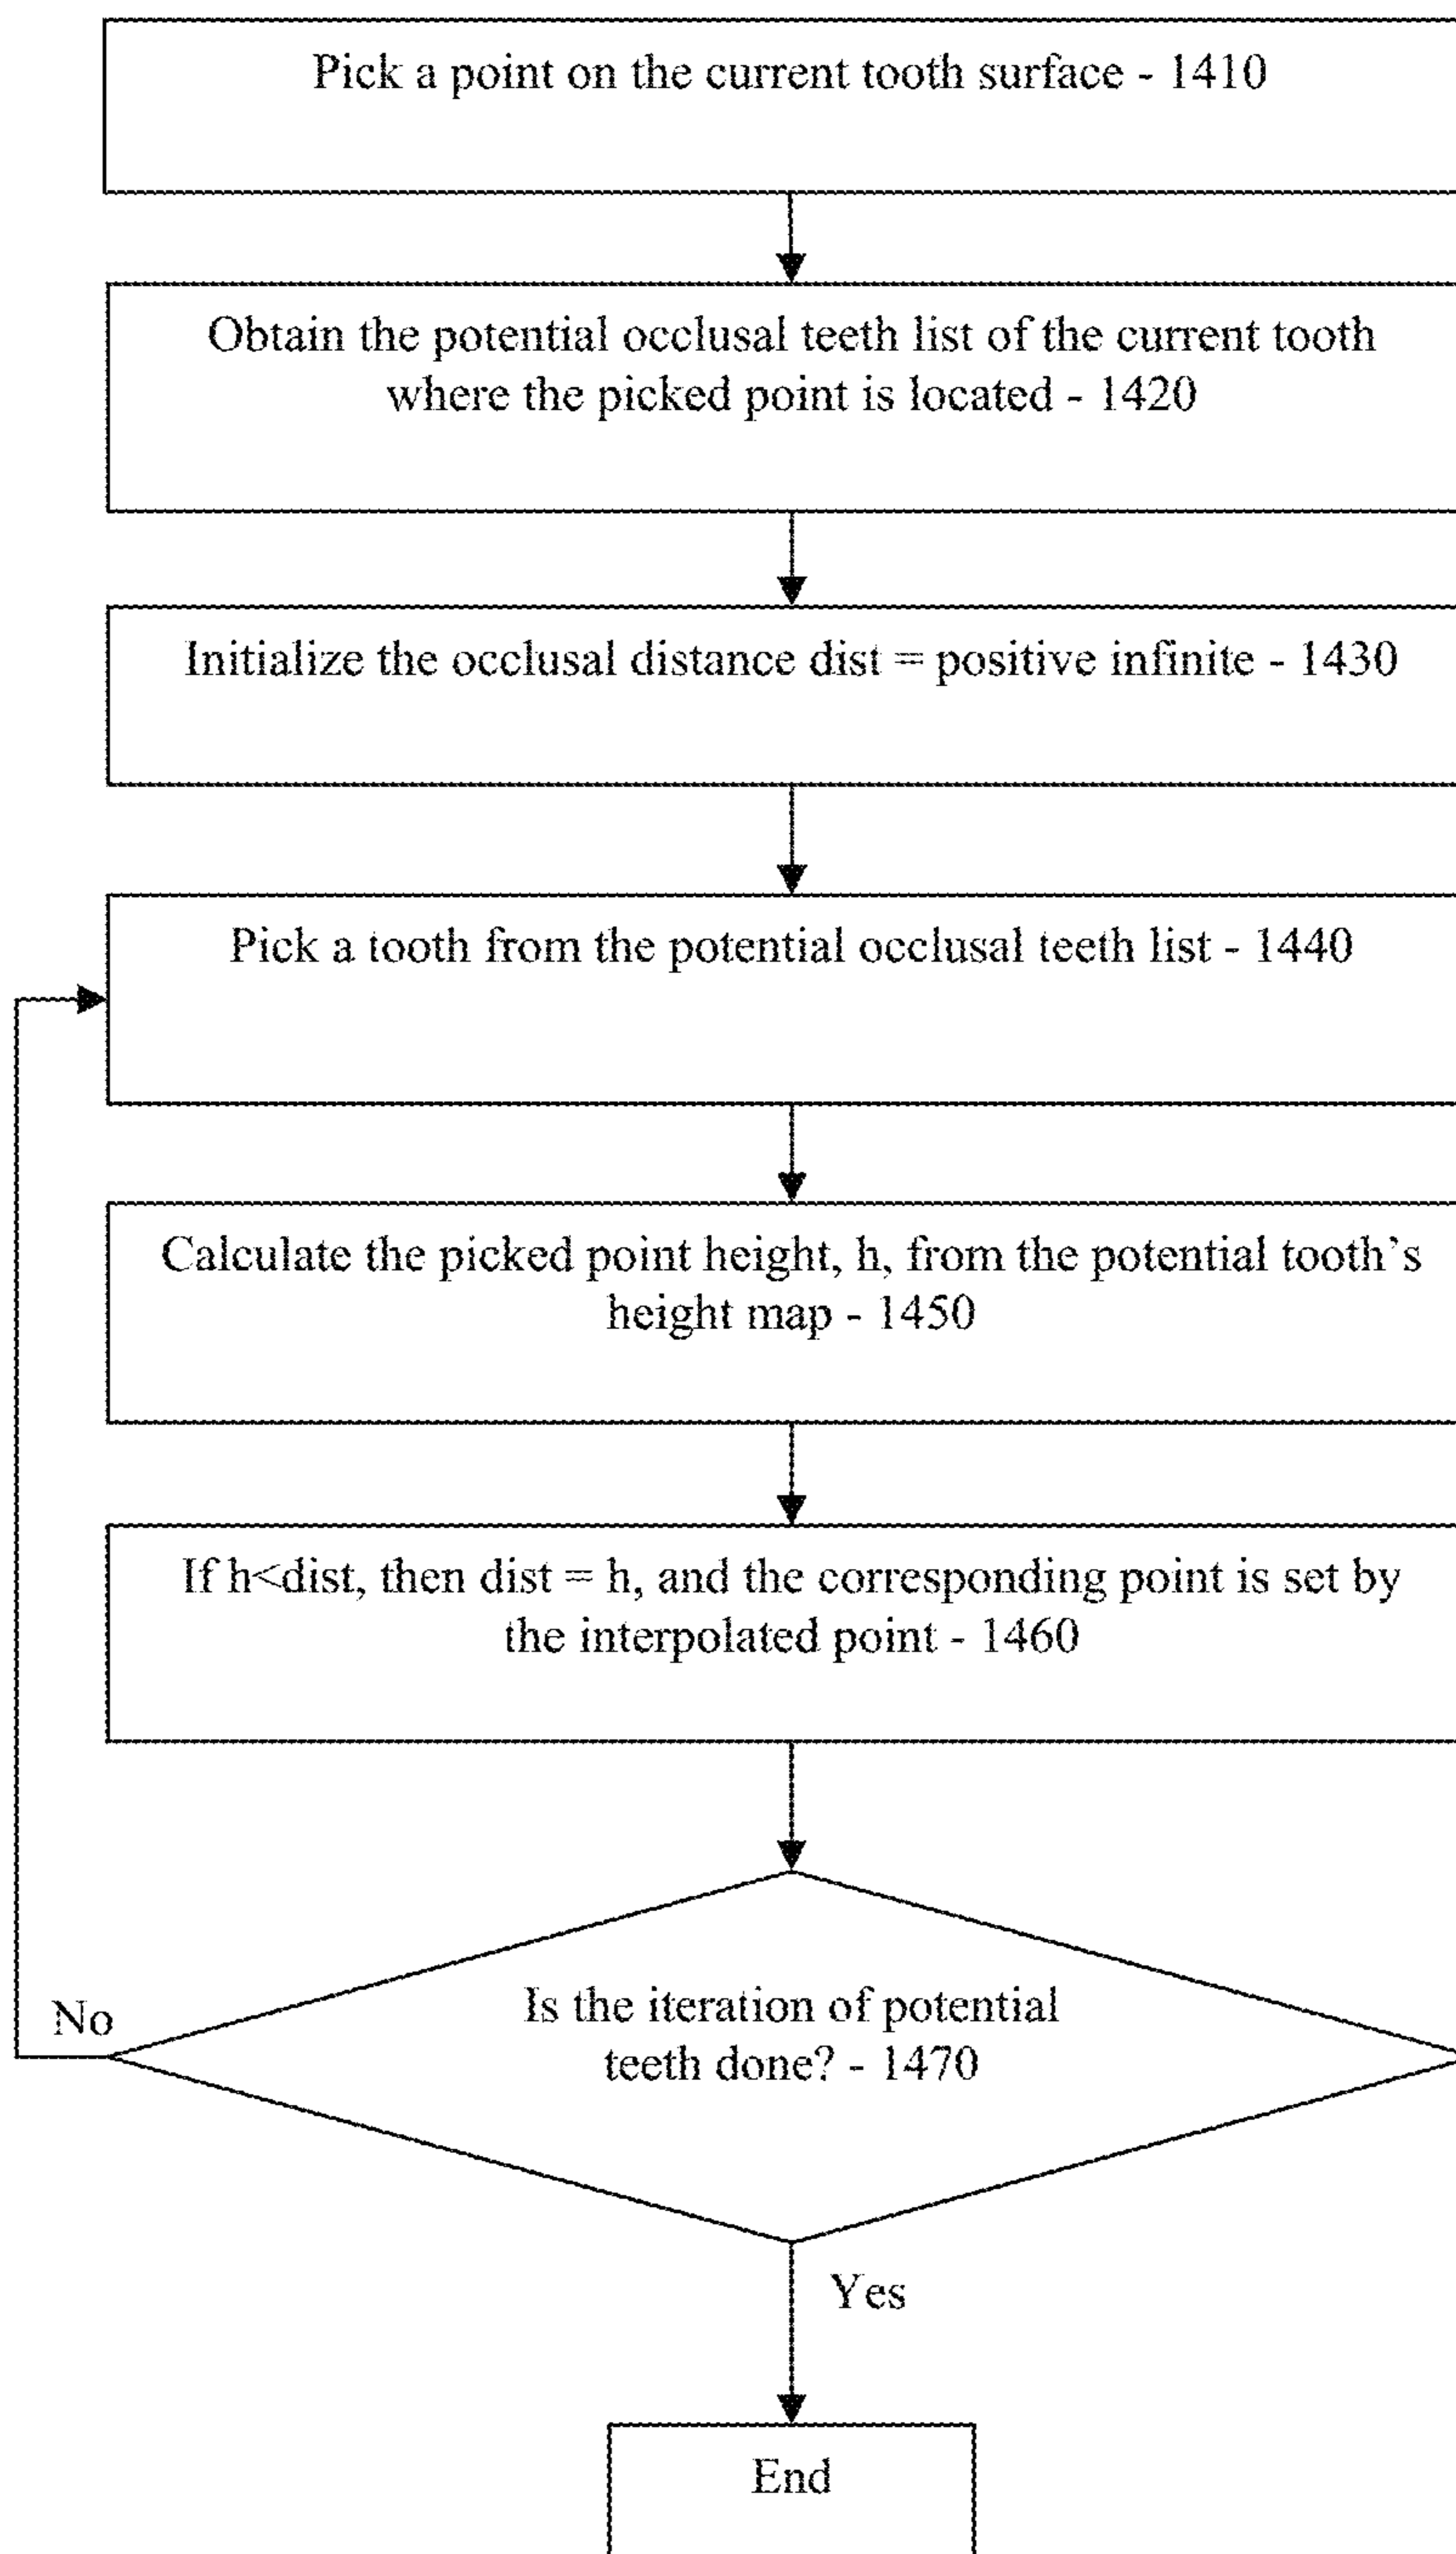 Pick a point on the current tooth surface - 1410
Obtain the potential occlusal teeth list of the current tooth
where the picked point is located - 1420
Initialize the occlusal distance dist = positive infinite - 1430
Pick a tooth from the potential occlusal teeth list - 1440
Calculate the picked point height, h, from the potential tooth’s
height map - 1450
If h<dist, then dist = h, and the corresponding point is set by
the interpolated point - 1460
Is the iteration of potential
teeth done? - 1470
No
Yes
End